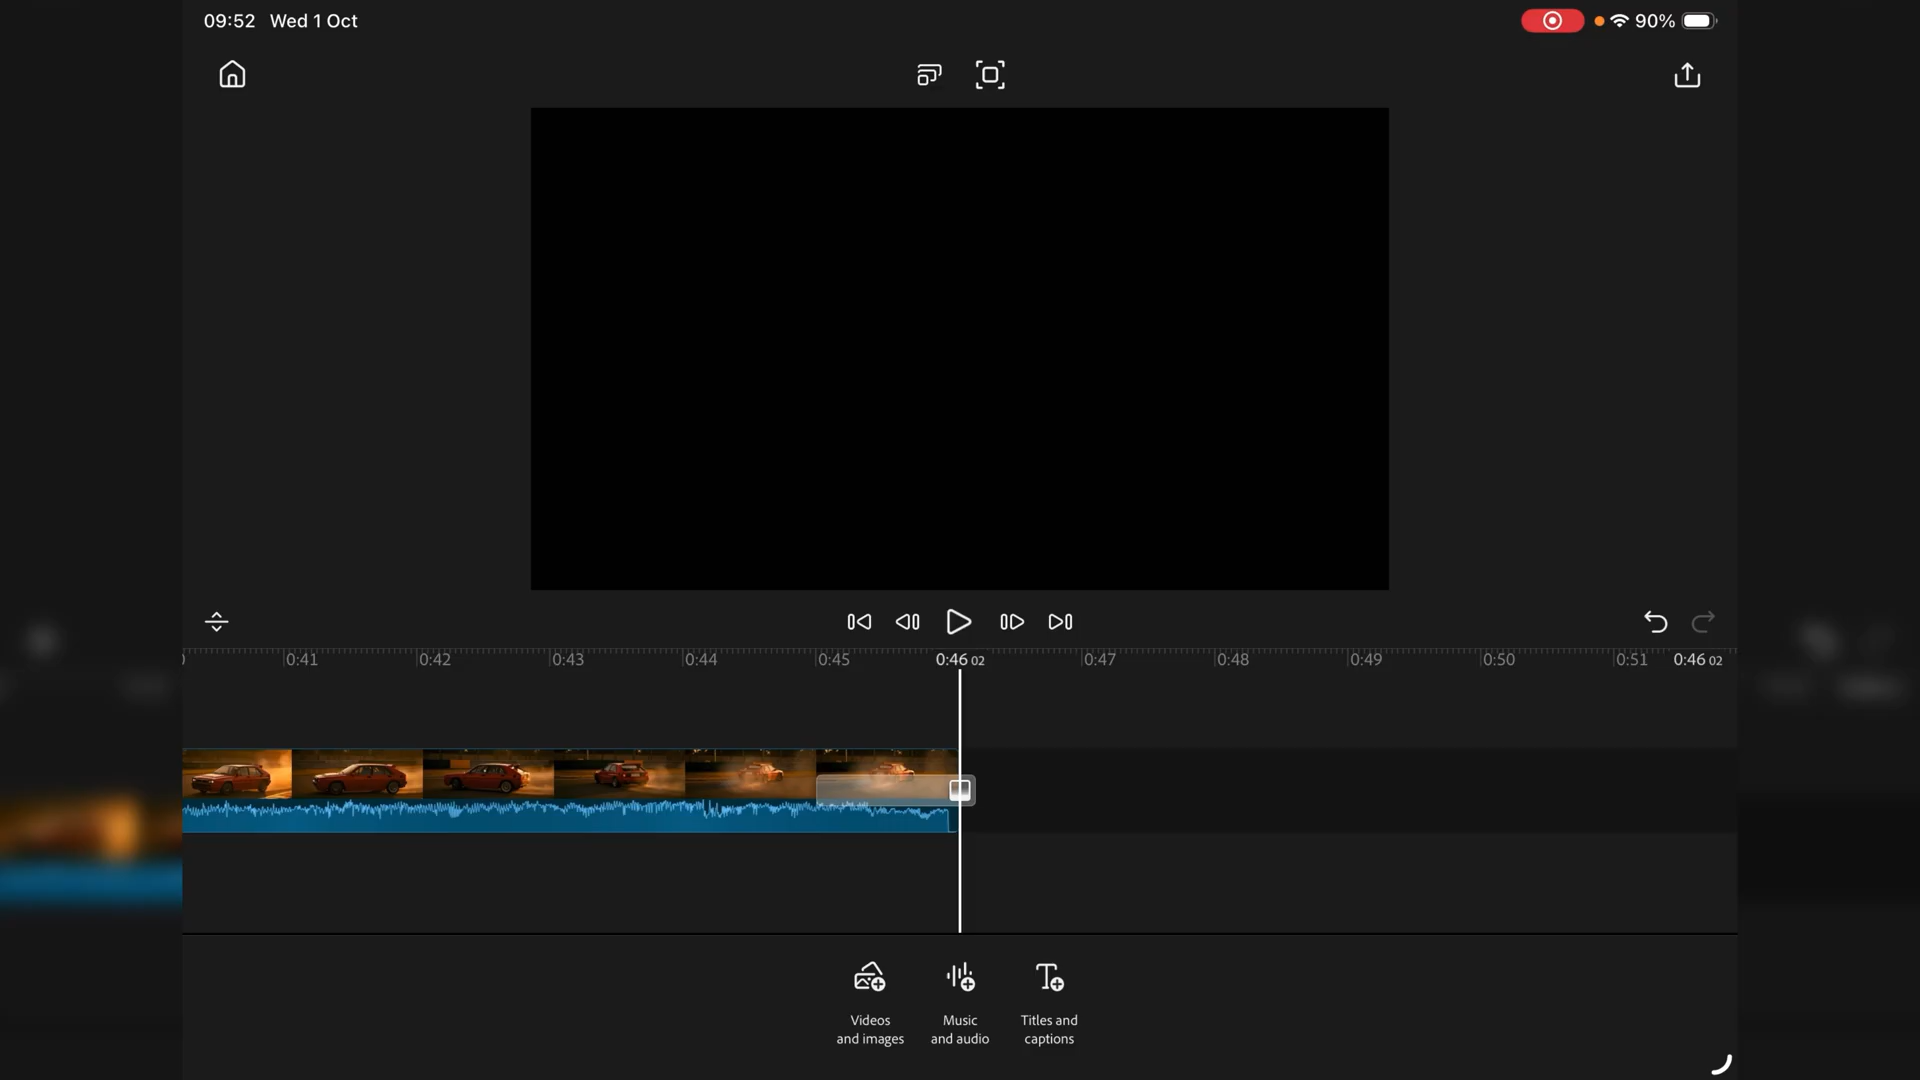 09:52 Wed 1 Oct
90%
0:41 0:42 0:43 0:44 0:45 0:46 02 0:47 0:48 0:49 0:50 0:51 0:46 02
Videos and images
Music and audio
Titles and captions